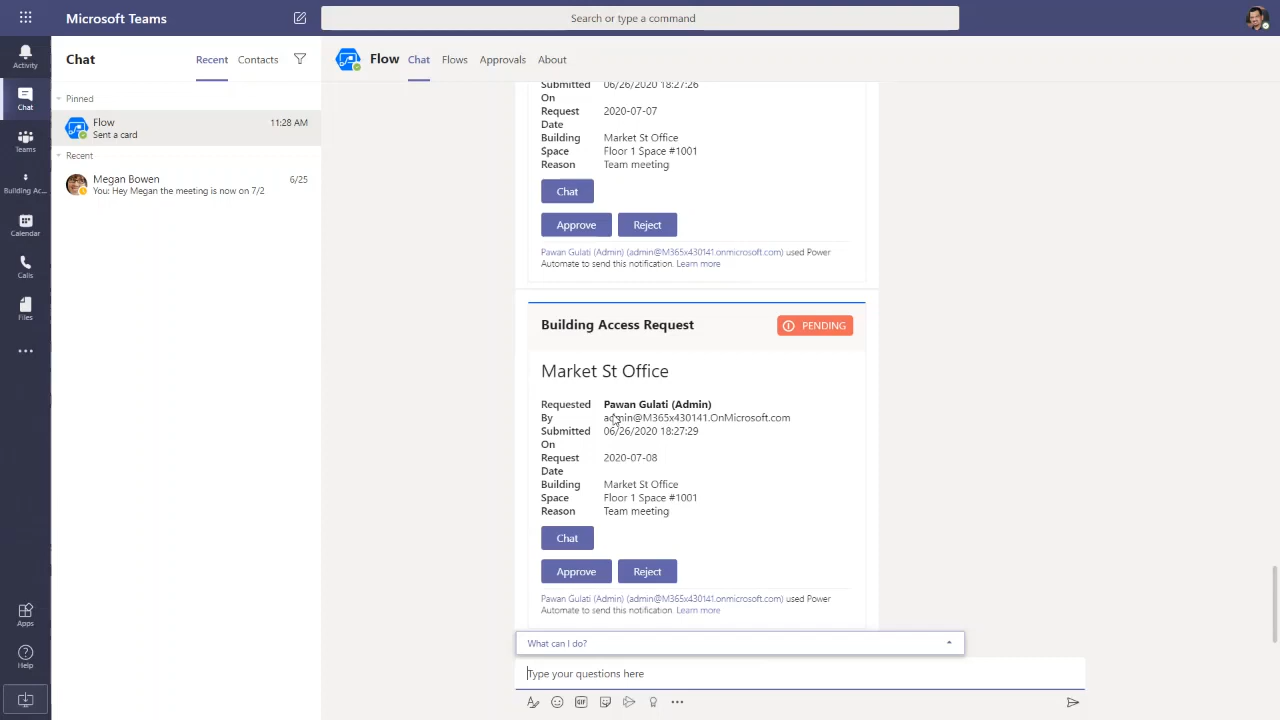 Microsoft Teams
Search or type a command
Activity
Chat
Teams
Building Ac...
Calendar
Calls
Files
Apps
Help
Chat
Recent
Contacts
Pinned
Flow
11:28 AM
Sent a card
Recent
Megan Bowen
6/25
You: Hey Megan the meeting is now on 7/2
Flow
Chat
Flows
Approvals
About
Submitted 06/26/2020 18:27:26
On
Request 2020-07-07
Date
Building Market St Office
Space Floor 1 Space #1001
Reason Team meeting
Chat
Approve Reject
Pawan Gulati (Admin) (admin@M365x430141.onmicrosoft.com) used Power
Automate to send this notification. Learn more
Building Access Request
PENDING
Market St Office
Requested Pawan Gulati (Admin)
By admin@M365x430141.OnMicrosoft.com
Submitted 06/26/2020 18:27:29
On
Request 2020-07-08
Date
Building Market St Office
Space Floor 1 Space #1001
Reason Team meeting
Chat
Approve Reject
Pawan Gulati (Admin) (admin@M365x430141.onmicrosoft.com) used Power
Automate to send this notification. Learn more
What can I do?
Type your questions here
GIF